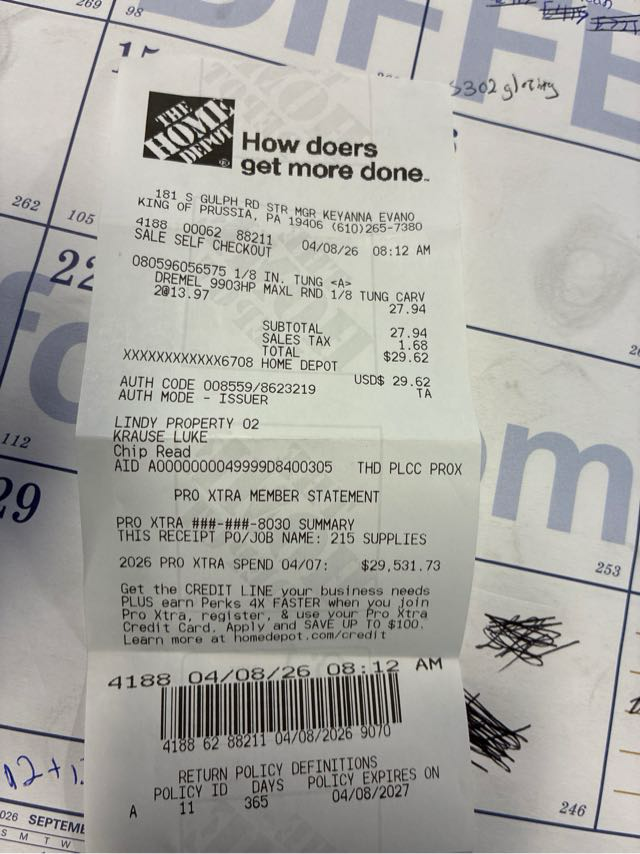 269
98
DIFFE
15
S302 glazing
THE
HOME
DEPOT
How doers
get more done.
181 S GULPH RD STR MGR KEYANNA EVANO
KING OF PRUSSIA, PA 19406 (610)265-7380
4188 00062 88211 04/08/26 08:12 AM
SALE SELF CHECKOUT
080596056575 1/8 IN. TUNG <A>
DREMEL 9903HP MAXL RND 1/8 TUNG CARV
2@13.97 27.94
SUBTOTAL 27.94
SALES TAX 1.68
TOTAL $29.62
XXXXXXXXXXXX6708 HOME DEPOT
USD$ 29.62
AUTH CODE 008559/8623219 TA
AUTH MODE - ISSUER
LINDY PROPERTY 02
KRAUSE LUKE
Chip Read
AID A0000000049999D8400305 THD PLCC PROX
PRO XTRA MEMBER STATEMENT
PRO XTRA ###-###-8030 SUMMARY
THIS RECEIPT PO/JOB NAME: 215 SUPPLIES
2026 PRO XTRA SPEND 04/07: $29,531.73
Get the CREDIT LINE your business needs
PLUS earn Perks 4X FASTER when you join
Pro Xtra, register, & use your Pro Xtra
Credit Card. Apply and SAVE UP TO $100.
Learn more at homedepot.com/credit
4188 04/08/26 08:12 AM
4188 62 88211 04/08/2026 9070
RETURN POLICY DEFINITIONS
POLICY ID DAYS POLICY EXPIRES ON
A 11 365 04/08/2027
262
105
22
fo
om
112
29
253
246
026 SEPTEME
S M T W